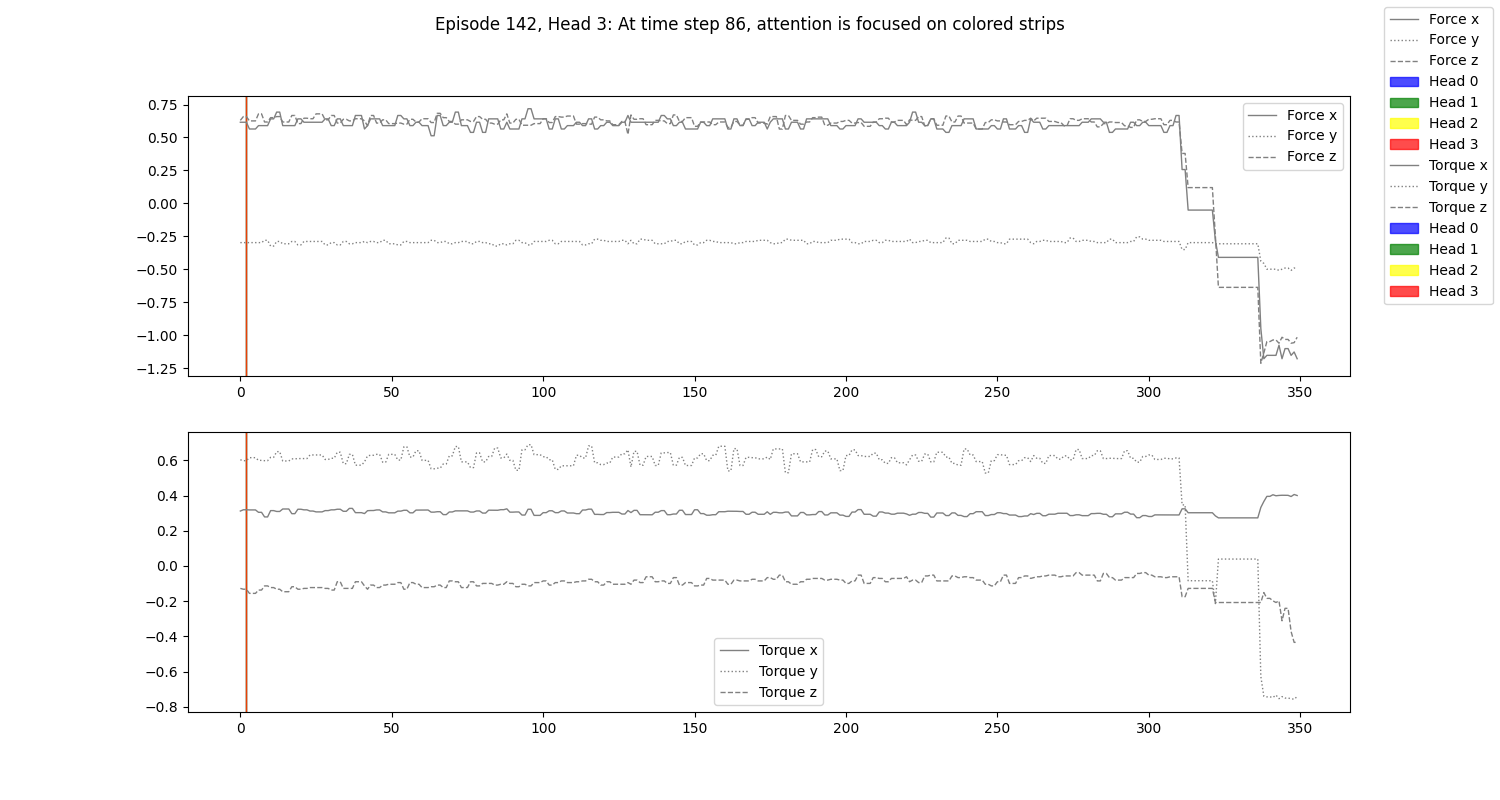 Episode 142, Head 3: At time step 86, attention is focused on colored strips
Force x
Force y
Force z
Head 0
Head 1
Head 2
Head 3
Torque x
Torque y
Torque z
Head 0
Head 1
Head 2
Head 3
0.75
0.50
0.25
0.00
−0.25
−0.50
−0.75
−1.00
−1.25
Force x
Force y
Force z
0 50 100 150 200 250 300 350
0.6
0.4
0.2
0.0
−0.2
−0.4
−0.6
−0.8
Torque x
Torque y
Torque z
0 50 100 150 200 250 300 350